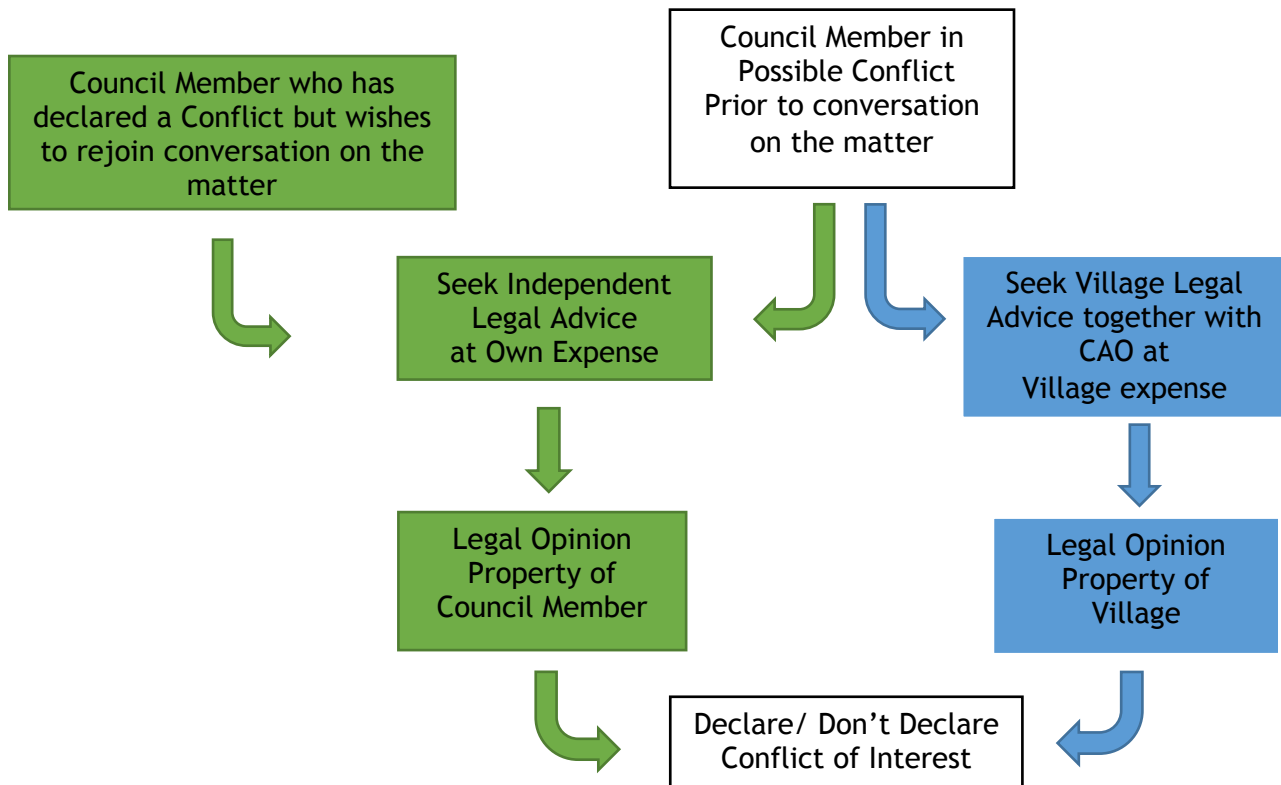 Council Member who has
declared a Conflict but wishes
to rejoin conversation on the
matter
Council Member in
Possible Conflict
Prior to conversation
on the matter
Seek Independent
Legal Advice
at Own Expense
Seek Village Legal
Advice together with
CAO at
Village expense
Legal Opinion
Property of
Council Member
Legal Opinion
Property of
Village
Declare/ Don’t Declare
Conflict of Interest